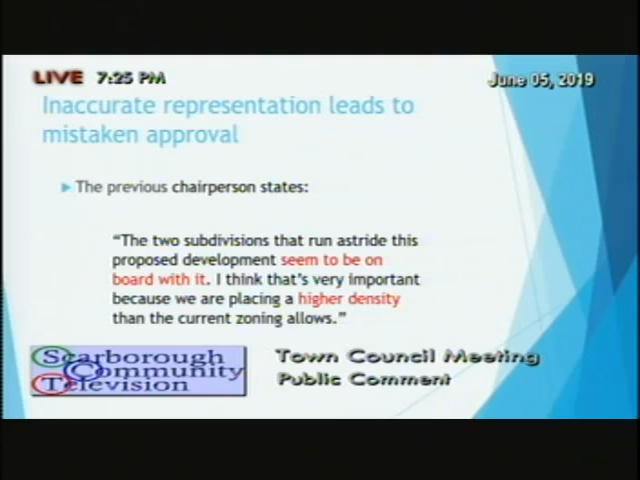 LIVE 7:25 PM
June 05, 2019
Inaccurate representation leads to
mistaken approval
The previous chairperson states:
“The two subdivisions that run astride this
proposed development seem to be on
board with it. I think that’s very important
because we are placing a higher density
than the current zoning allows.”
Scarborough
Community
Television
Town Council Meeting
Public Comment